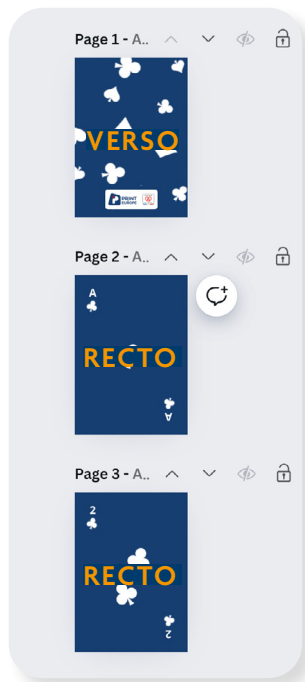 Page 1 - A..
VERSO
PRINT
EUROPE
Page 2 - A..
A
RECTO
A
Page 3 - A..
2
RECTO
2